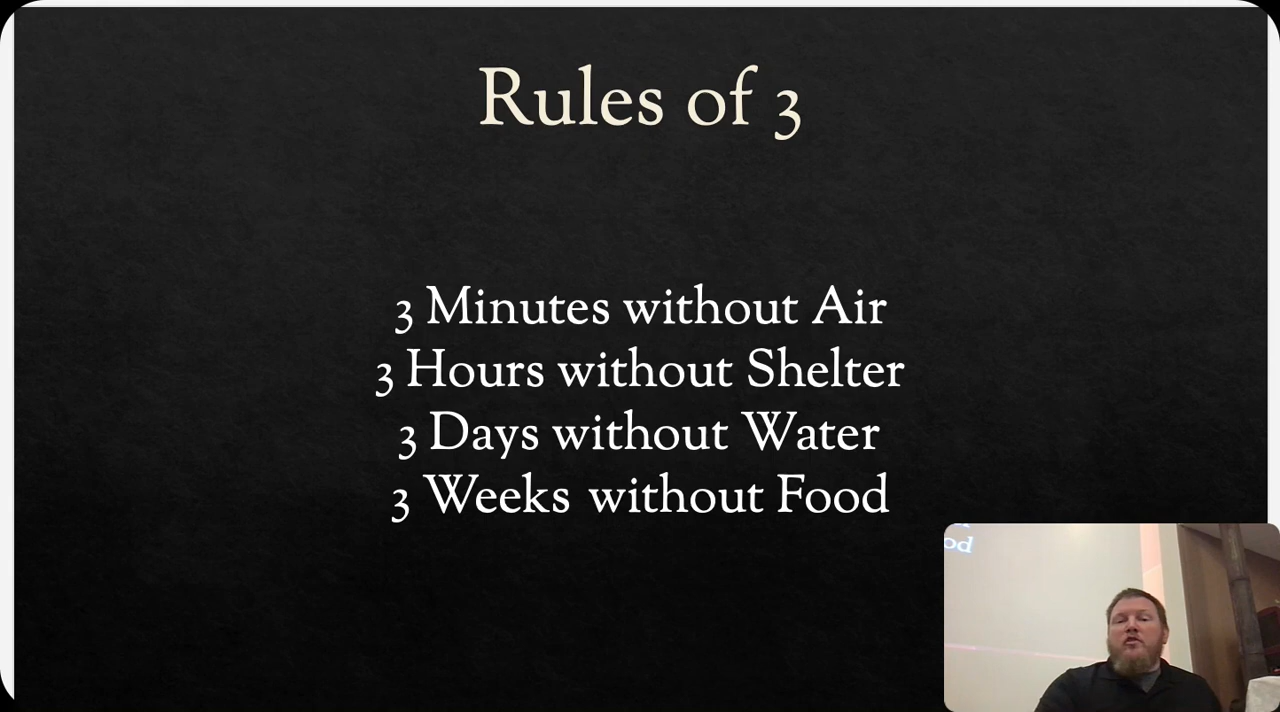 Rules of 3
3 Minutes without Air
3 Hours without Shelter
3 Days without Water
3 Weeks without Food
od